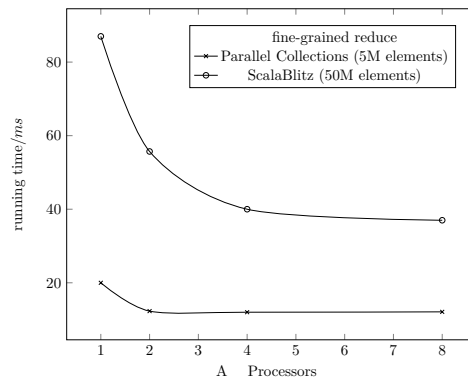 fine-grained reduce
Parallel Collections (5M elements)
ScalaBlitz (50M elements)
running time/ms
80
60
40
20
1 2 3 4 5 6 7 8
A Processors